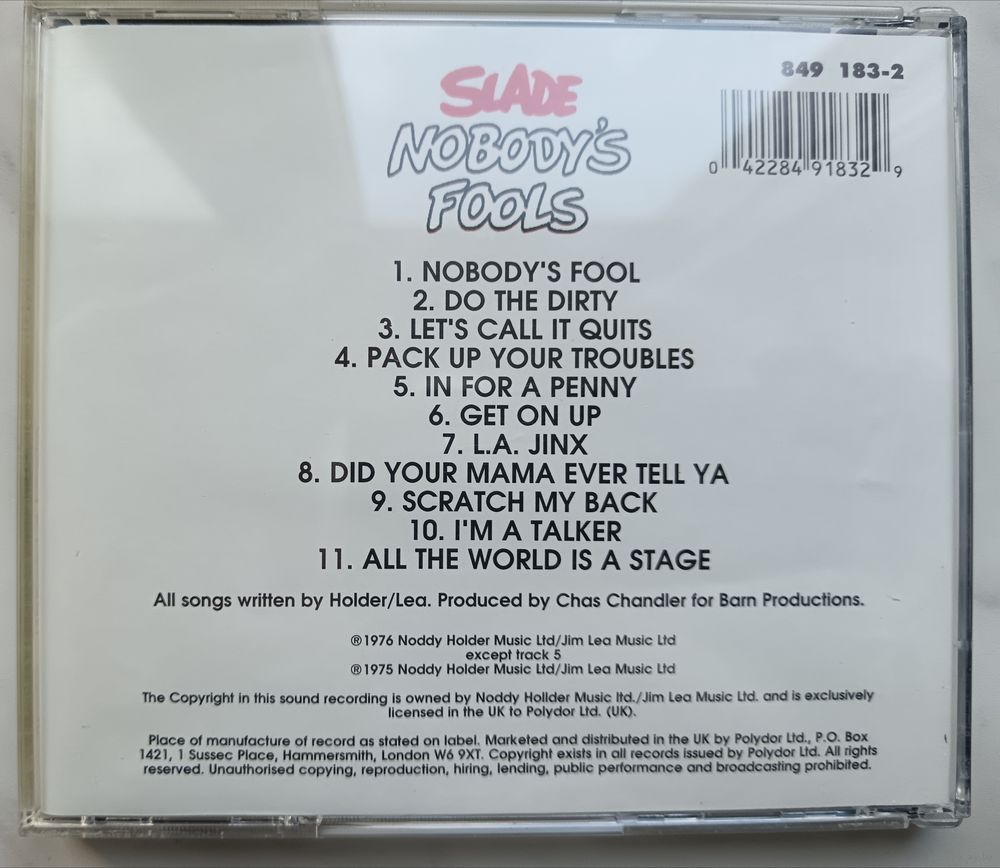 SLADE
NOBODY'S
FOOLS
849 183-2
0 42284 91832 9
1. NOBODY'S FOOL
2. DO THE DIRTY
3. LET'S CALL IT QUITS
4. PACK UP YOUR TROUBLES
5. IN FOR A PENNY
6. GET ON UP
7. L.A. JINX
8. DID YOUR MAMA EVER TELL YA
9. SCRATCH MY BACK
10. I'M A TALKER
11. ALL THE WORLD IS A STAGE
All songs written by Holder/Lea. Produced by Chas Chandler for Barn Productions.
℗1976 Noddy Holder Music Ltd/Jim Lea Music Ltd
except track 5
℗1975 Noddy Holder Music Ltd/Jim Lea Music Ltd
The Copyright in this sound recording is owned by Noddy Hollder Music ltd./Jim Lea Music Ltd. and is exclusively
licensed in the UK to Polydor Ltd. (UK).
Place of manufacture of record as stated on label. Marketed and distributed in the UK by Polydor Ltd., P.O. Box
1421, 1 Sussec Place, Hammersmith, London W6 9XT. Copyright exists in all records issued by Polydor Ltd. All rights
reserved. Unauthorised copying, reproduction, hiring, lending, public performance and broadcasting prohibited.